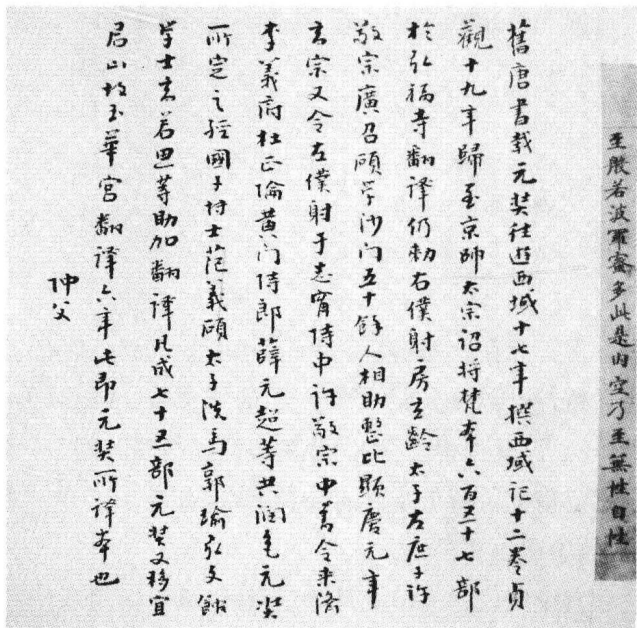 至般若波羅蜜多此是內空乃至無性自性
舊唐書載元奘往遊西域十七年撰西域記十二卷貞
觀十九年歸至京師太宗詔將梵本六百五十七部
於弘福寺翻譯仍勅右僕射房玄齡太子左庶子許
敬宗廣召碩學沙門五十餘人相助整比顯慶元年
高宗又令左僕射于志寧侍中許敬宗中書令来濟
李義府杜正倫黃门侍郎薛元超等共润色元奘
所定之經國子博士范義碩太子洗馬郭瑜弘文館
学士高若思等助加翻譯凡成七十五部元奘又移宜
君山故玉華宮翻譯六年此即元奘所譯本也
仲父